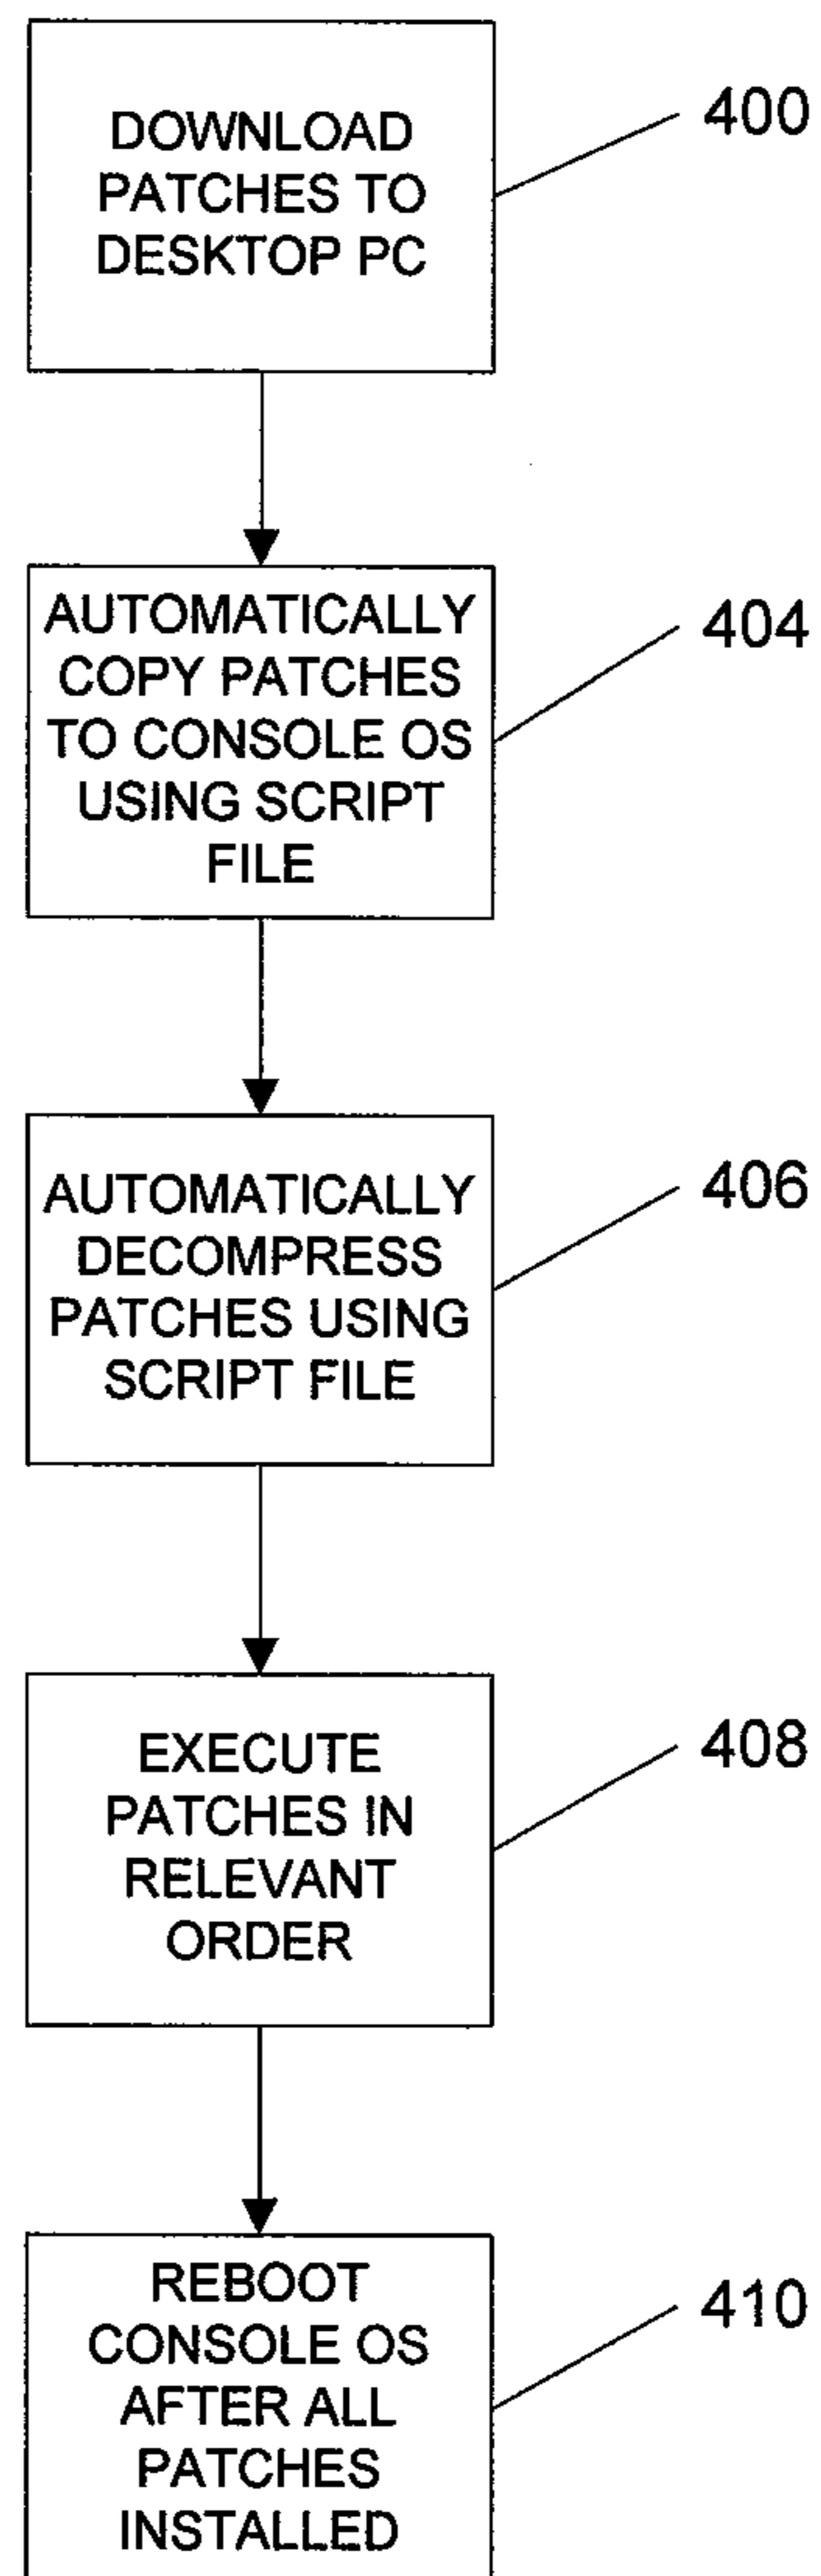 DOWNLOAD
PATCHES TO
DESKTOP PC
400
AUTOMATICALLY
COPY PATCHES
TO CONSOLE OS
USING SCRIPT
FILE
404
AUTOMATICALLY
DECOMPRESS
PATCHES USING
SCRIPT FILE
406
EXECUTE
PATCHES IN
RELEVANT
ORDER
408
REBOOT
CONSOLE OS
AFTER ALL
PATCHES
INSTALLED
410